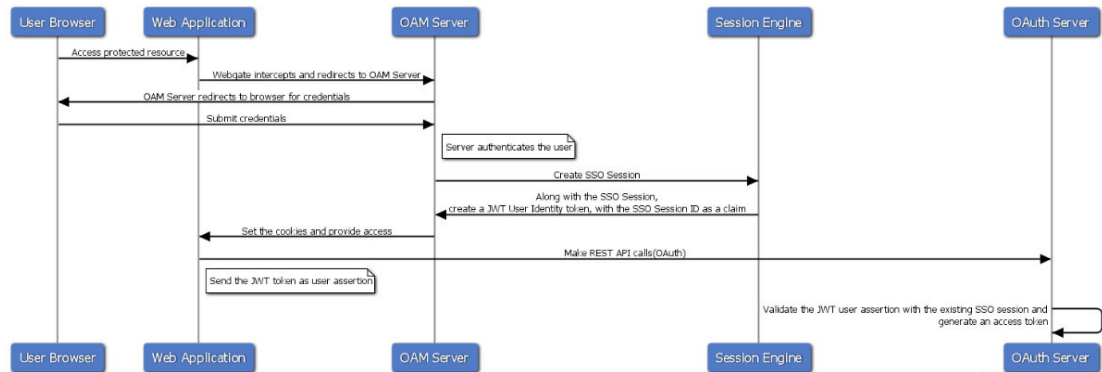 User Browser
Web Application
OAM Server
Session Engine
OAuth Server
Access protected resource
Webgate intercepts and redirects to OAM Server
OAM Server redirects to browser for credentials
Submit credentials
Server authenticates the user
Create SSO Session
Along with the SSO Session,
create a JWT User Identity token, with the SSO Session ID as a claim
Set the cookies and provide access
Make REST API calls(OAuth)
Send the JWT token as user assertion
Validate the JWT user assertion with the existing SSO session and
generate an access token
User Browser
Web Application
OAM Server
Session Engine
OAuth Server